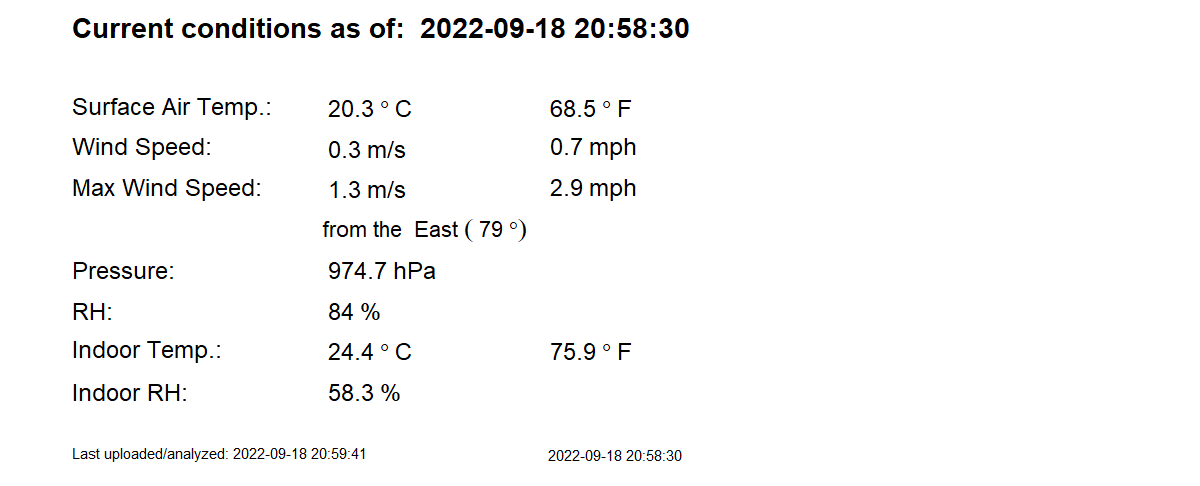 Current conditions as of:  2022-09-18 20:58:30
Surface Air Temp.: 20.3 ° C 68.5 ° F
Wind Speed: 0.3 m/s 0.7 mph
Max Wind Speed: 1.3 m/s 2.9 mph
from the  East ( 79 °)
Pressure: 974.7 hPa
RH: 84 %
Indoor Temp.: 24.4 ° C 75.9 ° F
Indoor RH: 58.3 %
Last uploaded/analyzed: 2022-09-18 20:59:41 2022-09-18 20:58:30